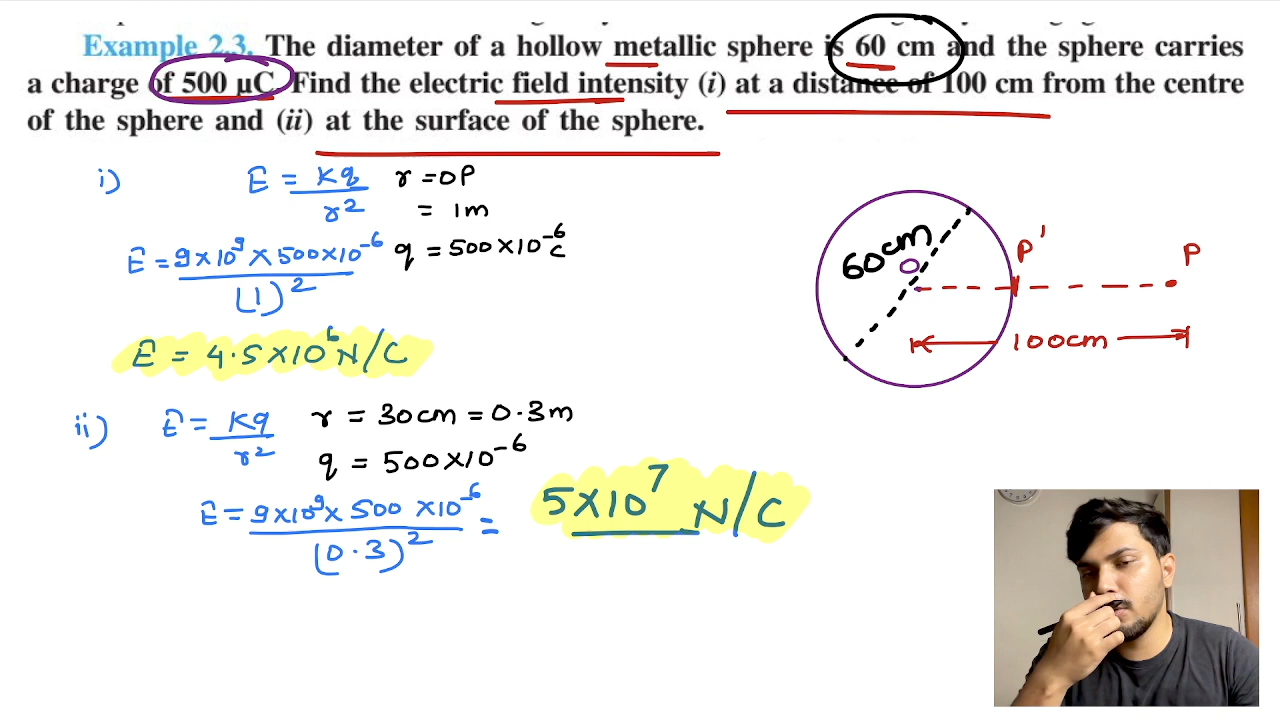 Example 2.3. The diameter of a hollow metallic sphere is 60 cm and the sphere carries
a charge of 500 µC. Find the electric field intensity (i) at a distance of 100 cm from the centre
of the sphere and (ii) at the surface of the sphere.
i) E = Kq / r² r = OP
= 1m
E = 9×10⁹ × 500×10⁻⁶ / (1)² q = 500×10⁻⁶ C
E = 4.5×10⁶ N/C
ii) E = Kq / r² r = 30cm = 0.3m
q = 500×10⁻⁶
E = 9×10⁹ × 500 ×10⁻⁶ / (0.3)² = 5×10⁷ N/C
60cm
O
P'
P
100cm